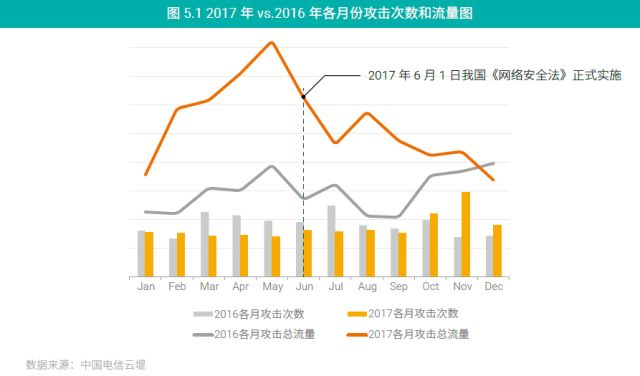 图 5.1 2017 年 vs.2016 年各月份攻击次数和流量图
2017 年 6 月 1 日我国《网络安全法》正式实施
Jan Feb Mar Apr May Jun Jul Aug Sep Oct Nov Dec
2016各月攻击次数 2017各月攻击次数
2016各月攻击总流量 2017各月攻击总流量
数据来源：中国电信云堤